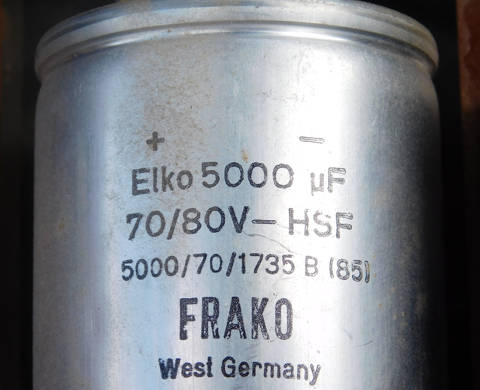 + −
Elko 5000 µF
70/80V− HSF
5000/70/1735 B (85)
FRAKO
West Germany